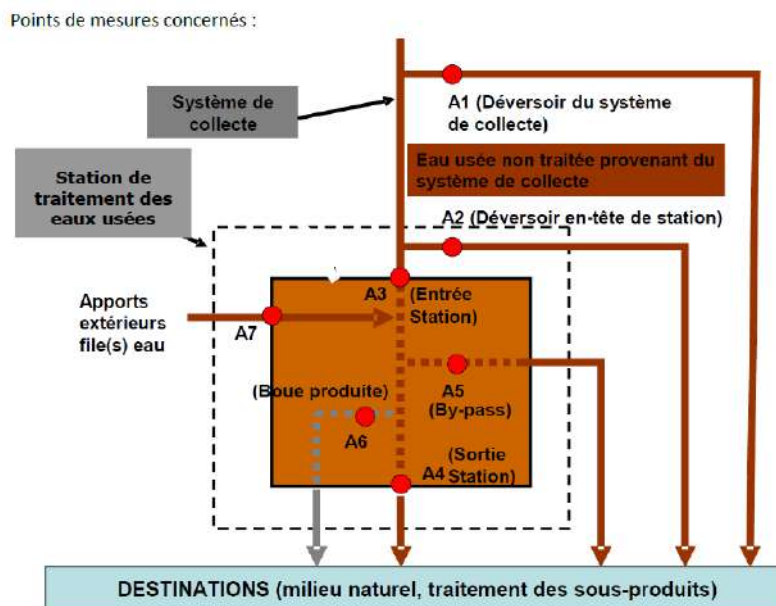 Points de mesures concernés :
Système de
collecte
A1 (Déversoir du système
de collecte)
Station de
traitement des
eaux usées
Eau usée non traitée provenant du
système de collecte
A2 (Déversoir en-tête de station)
A3
(Entrée
Station)
Apports
extérieurs
file(s) eau
A7
(Boue produite)
A5
(By-pass)
A6
(Sortie
Station)
A4
DESTINATIONS (milieu naturel, traitement des sous-produits)